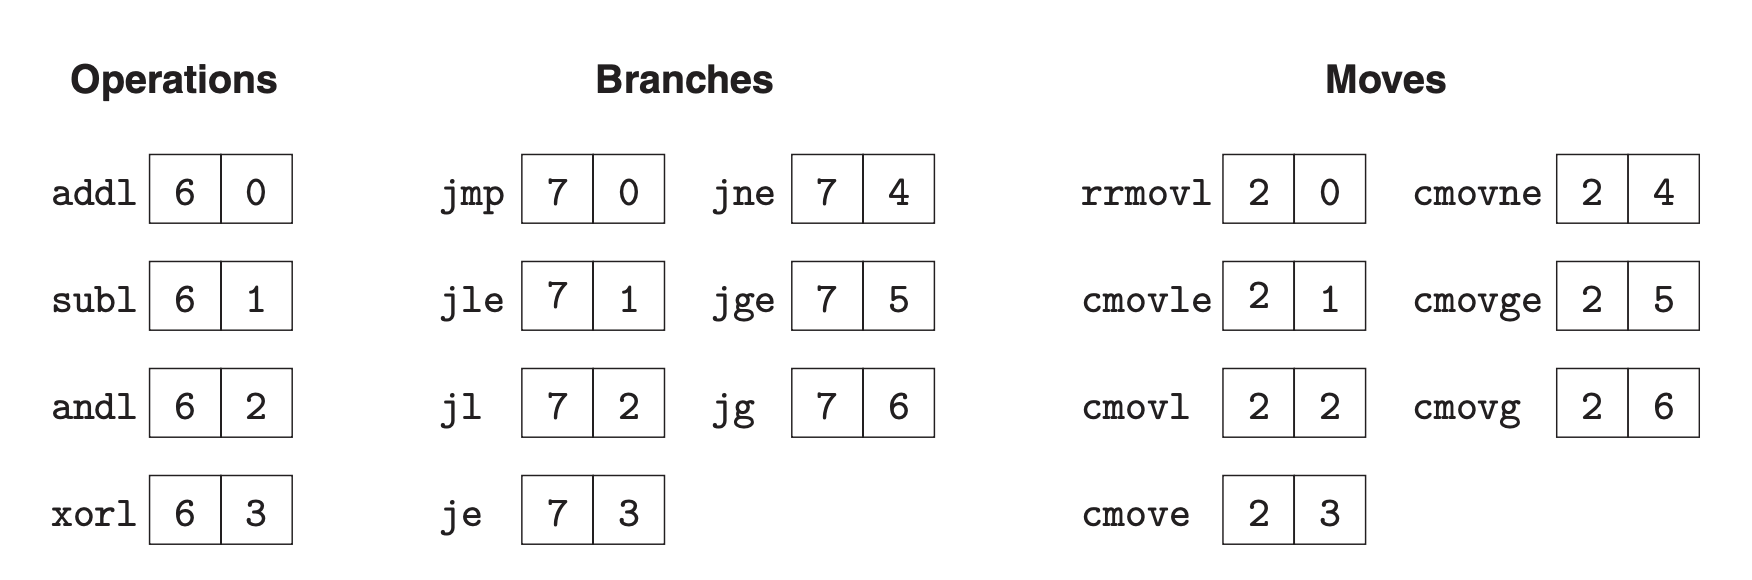 Operations Branches Moves
addl 6 0 jmp 7 0 jne 7 4 rrmovl 2 0 cmovne 2 4
subl 6 1 jle 7 1 jge 7 5 cmovle 2 1 cmovge 2 5
andl 6 2 jl 7 2 jg 7 6 cmovl 2 2 cmovg 2 6
xorl 6 3 je 7 3 cmove 2 3